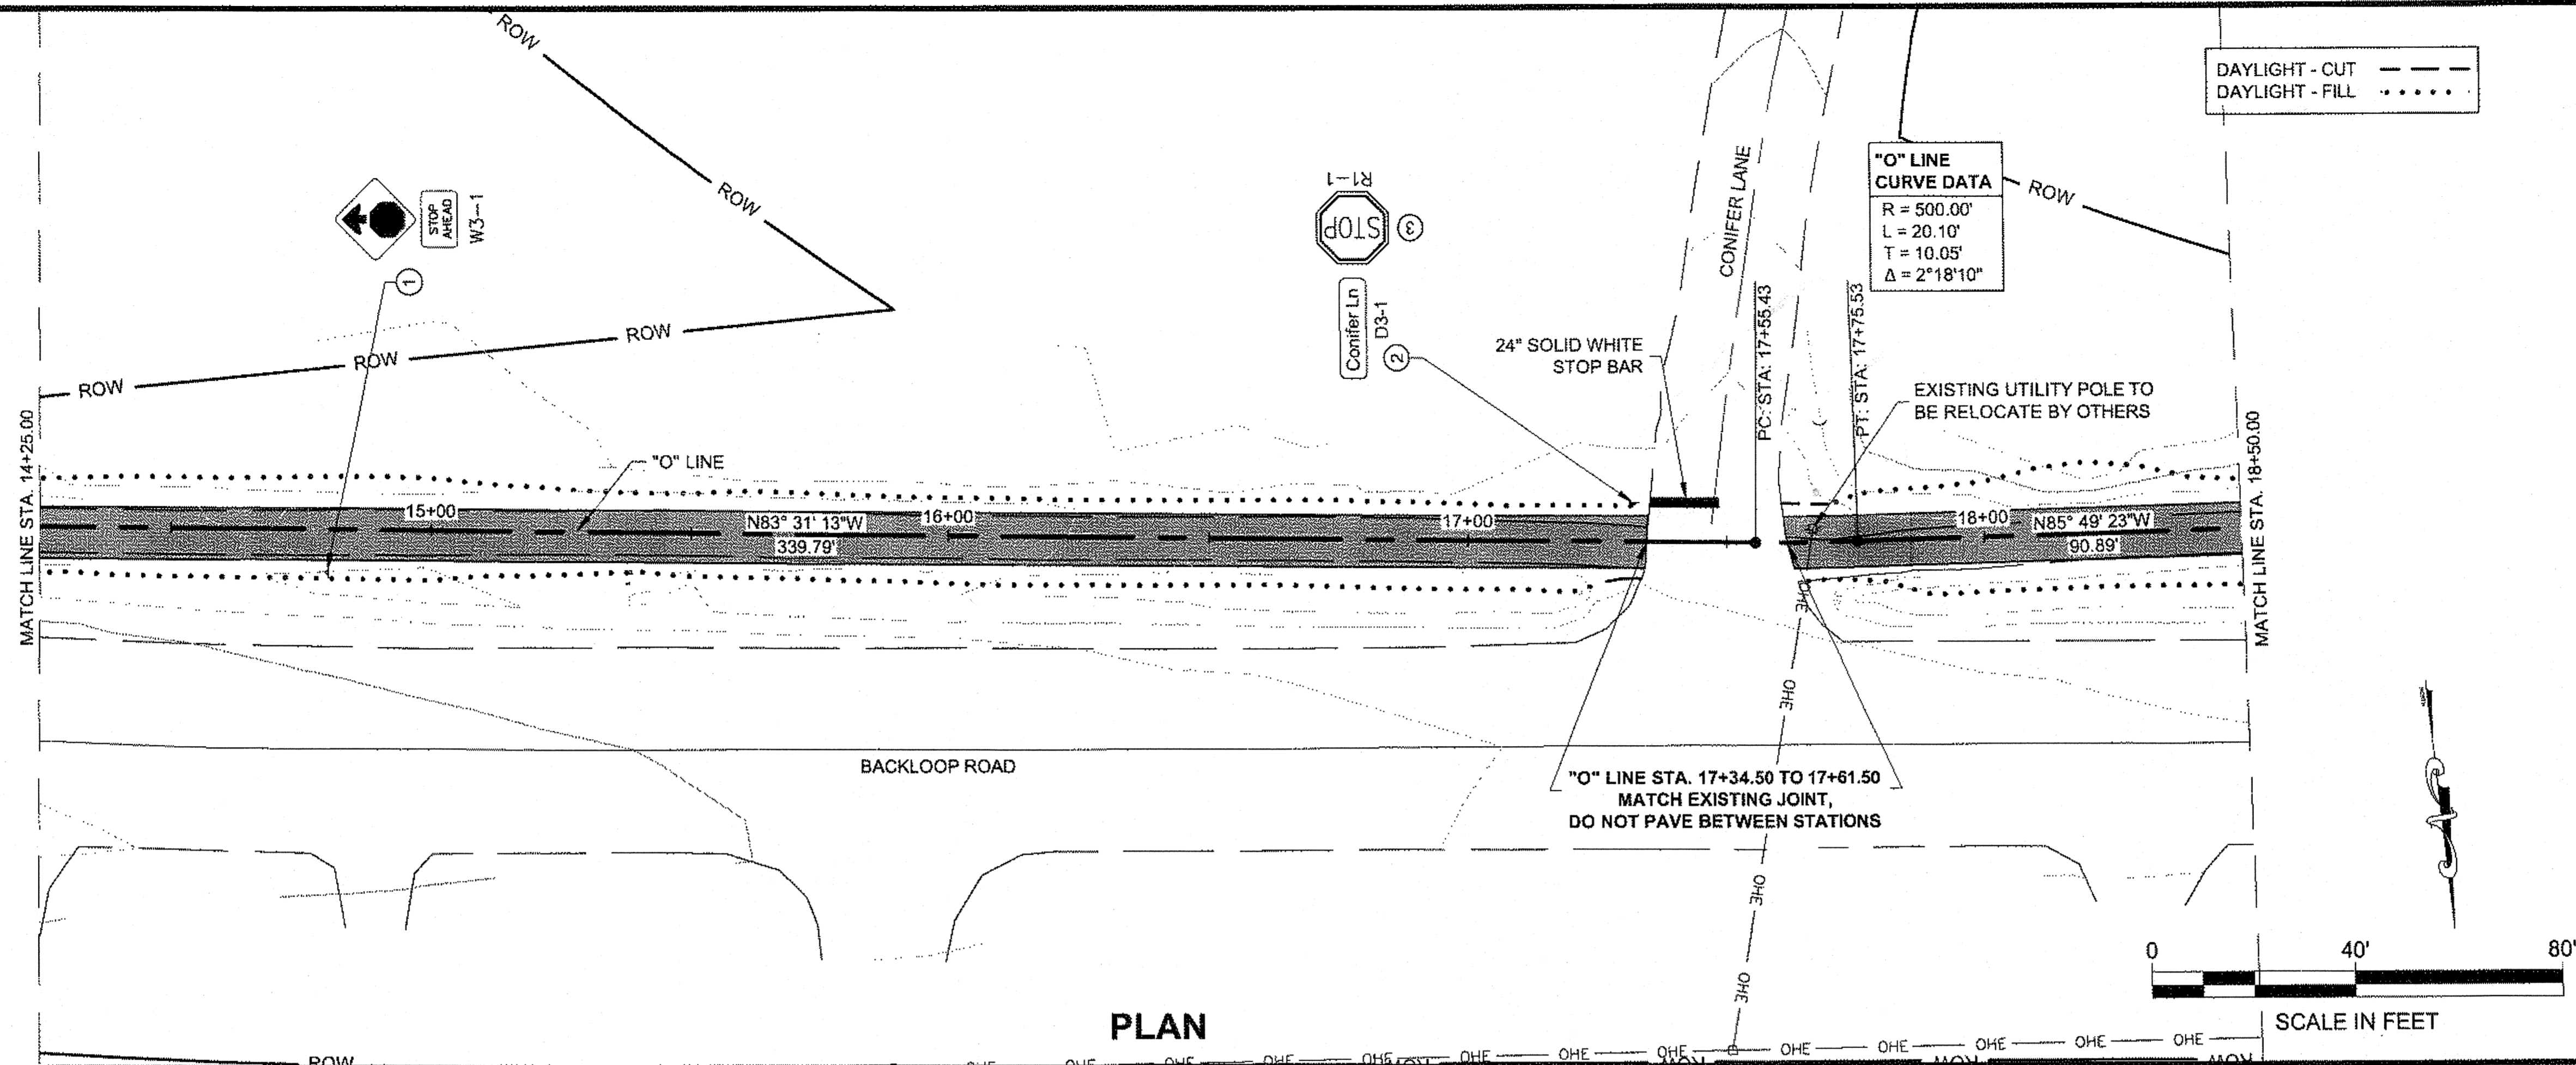 ROW
ROW
ROW
ROW
ROW
DAYLIGHT - CUT
DAYLIGHT - FILL
"O" LINE
CURVE DATA
R = 500.00'
L = 20.10'
T = 10.05'
Δ = 2°18'10"
ROW
STOP
AHEAD
W3-1
1
R1-1
STOP
3
Conifer Ln
D3-1
2
CONIFER LANE
24" SOLID WHITE
STOP BAR
PC: STA: 17+55.43
PT: STA: 17+75.53
EXISTING UTILITY POLE TO
BE RELOCATE BY OTHERS
MATCH LINE STA. 14+25.00
"O" LINE
15+00
N83° 31' 13"W
339.79'
16+00
17+00
18+00
N85° 49' 23"W
90.89'
MATCH LINE STA. 18+50.00
OHE
OHE
OHE
OHE
BACKLOOP ROAD
"O" LINE STA. 17+34.50 TO 17+61.50
MATCH EXISTING JOINT,
DO NOT PAVE BETWEEN STATIONS
0 40' 80'
SCALE IN FEET
PLAN
ROW
OHE OHE OHE OHE OHE OHE OHE OHE OHE OHE OHE OHE OHE
ROW ROW ROW ROW